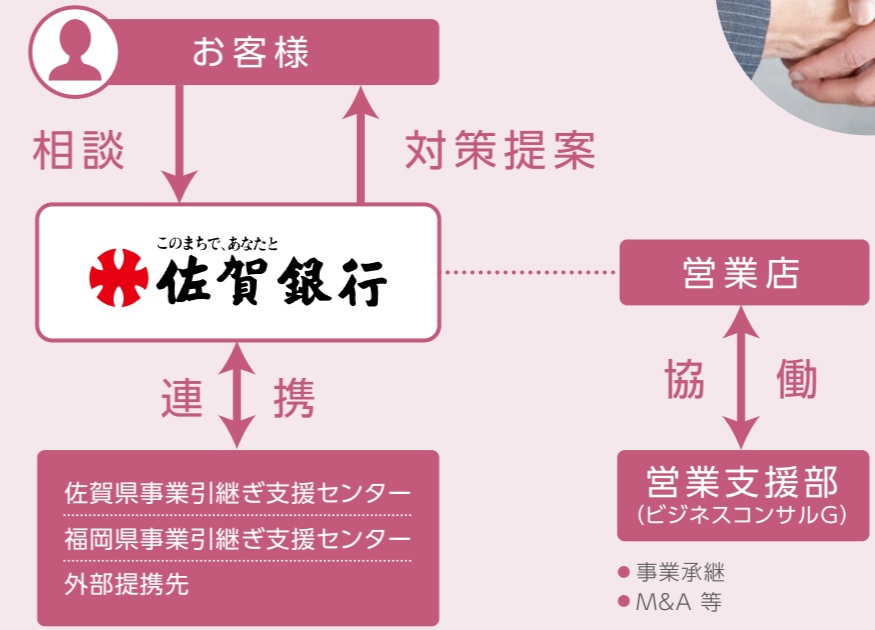 お客様
相談
対策提案
このまちで、あなたと
佐賀銀行
営業店
連携
協働
佐賀県事業引継ぎ支援センター
福岡県事業引継ぎ支援センター
外部提携先
営業支援部
(ビジネスコンサルG)
●事業承継
●M&A 等